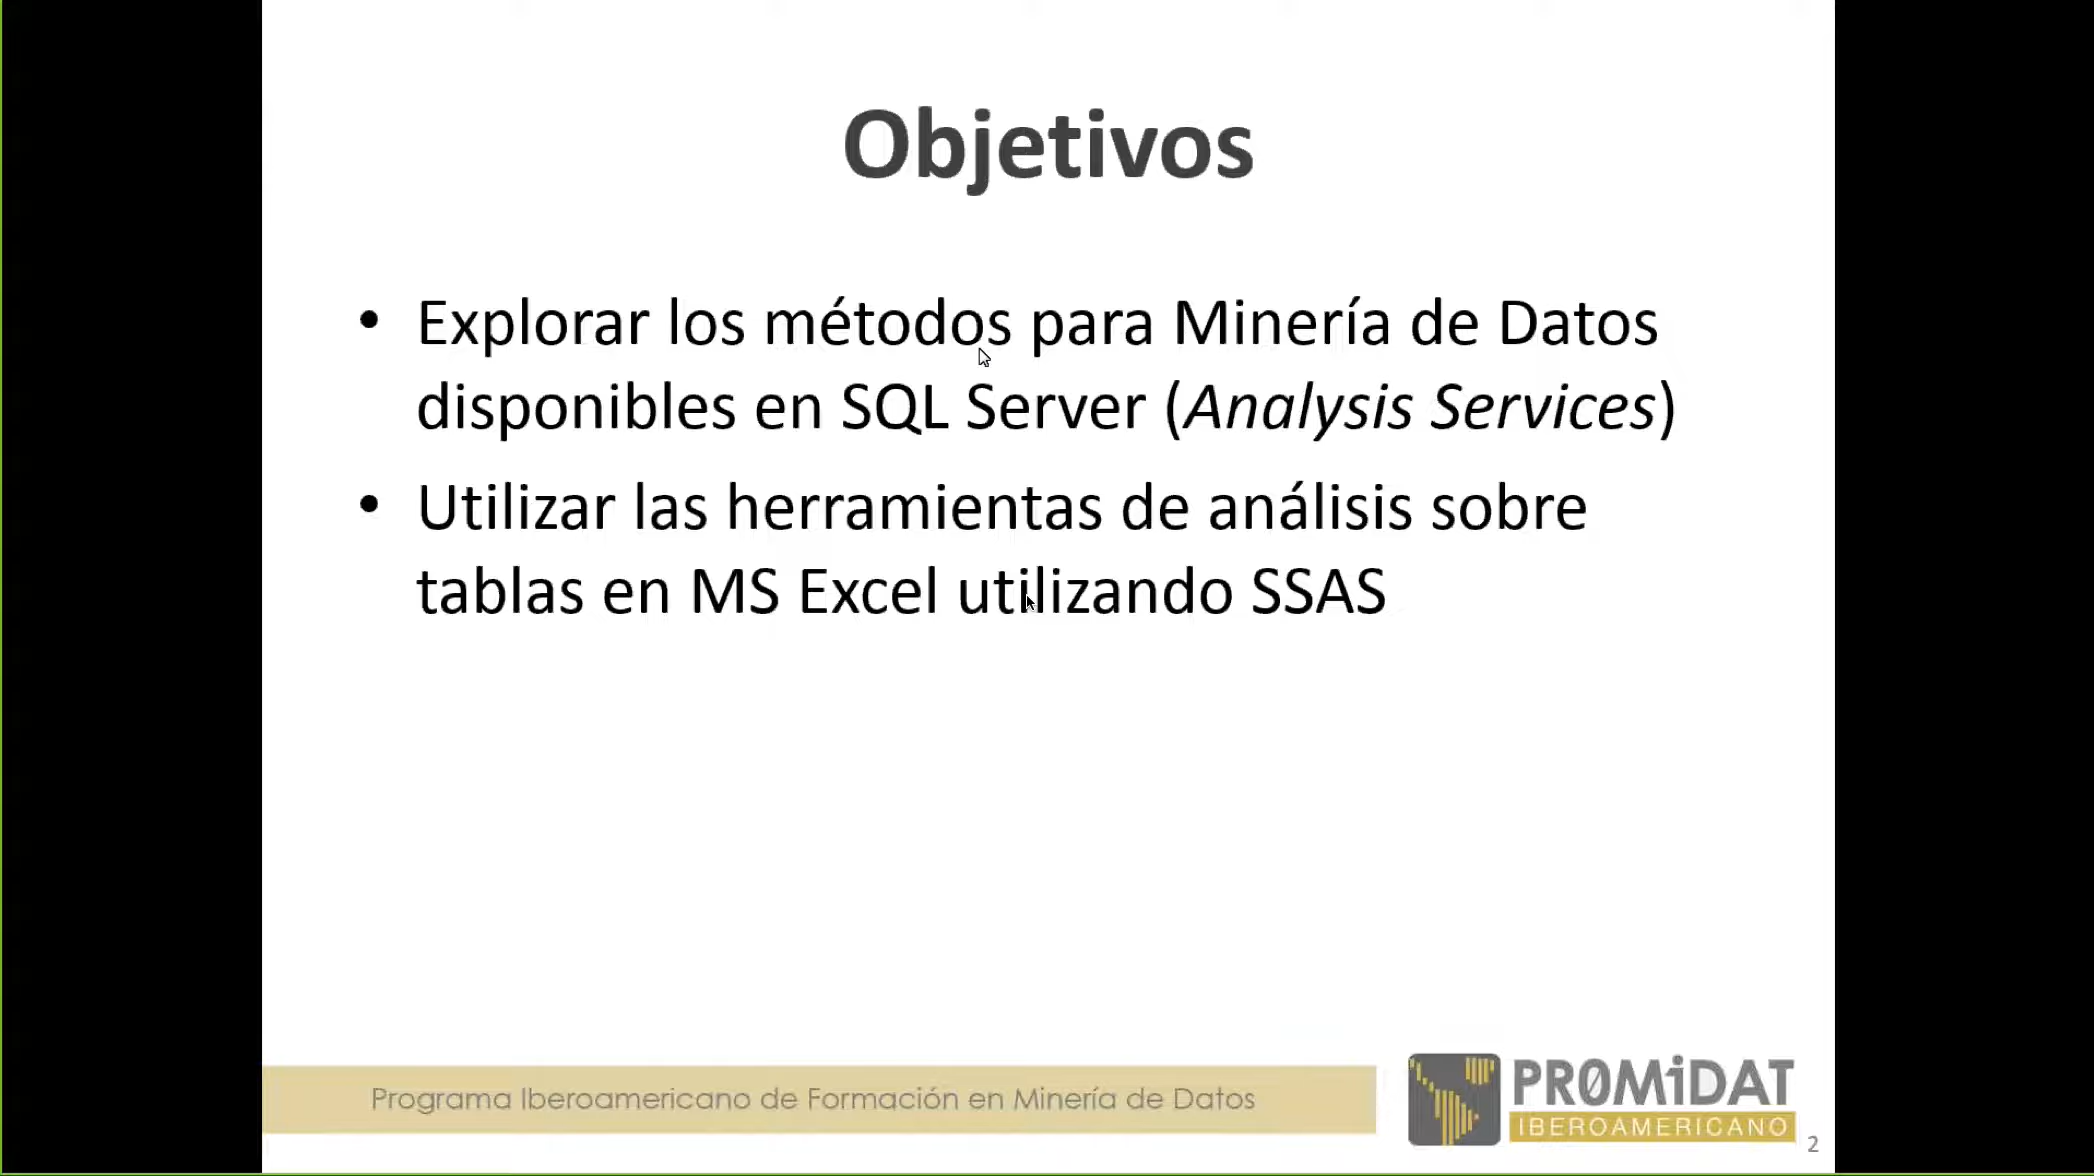 Objetivos
• Explorar los métodos para Minería de Datos
disponibles en SQL Server (Analysis Services)
• Utilizar las herramientas de análisis sobre
tablas en MS Excel utilizando SSAS
Programa Iberoamericano de Formación en Minería de Datos
PR0MiDAT
IBEROAMERICANO
2